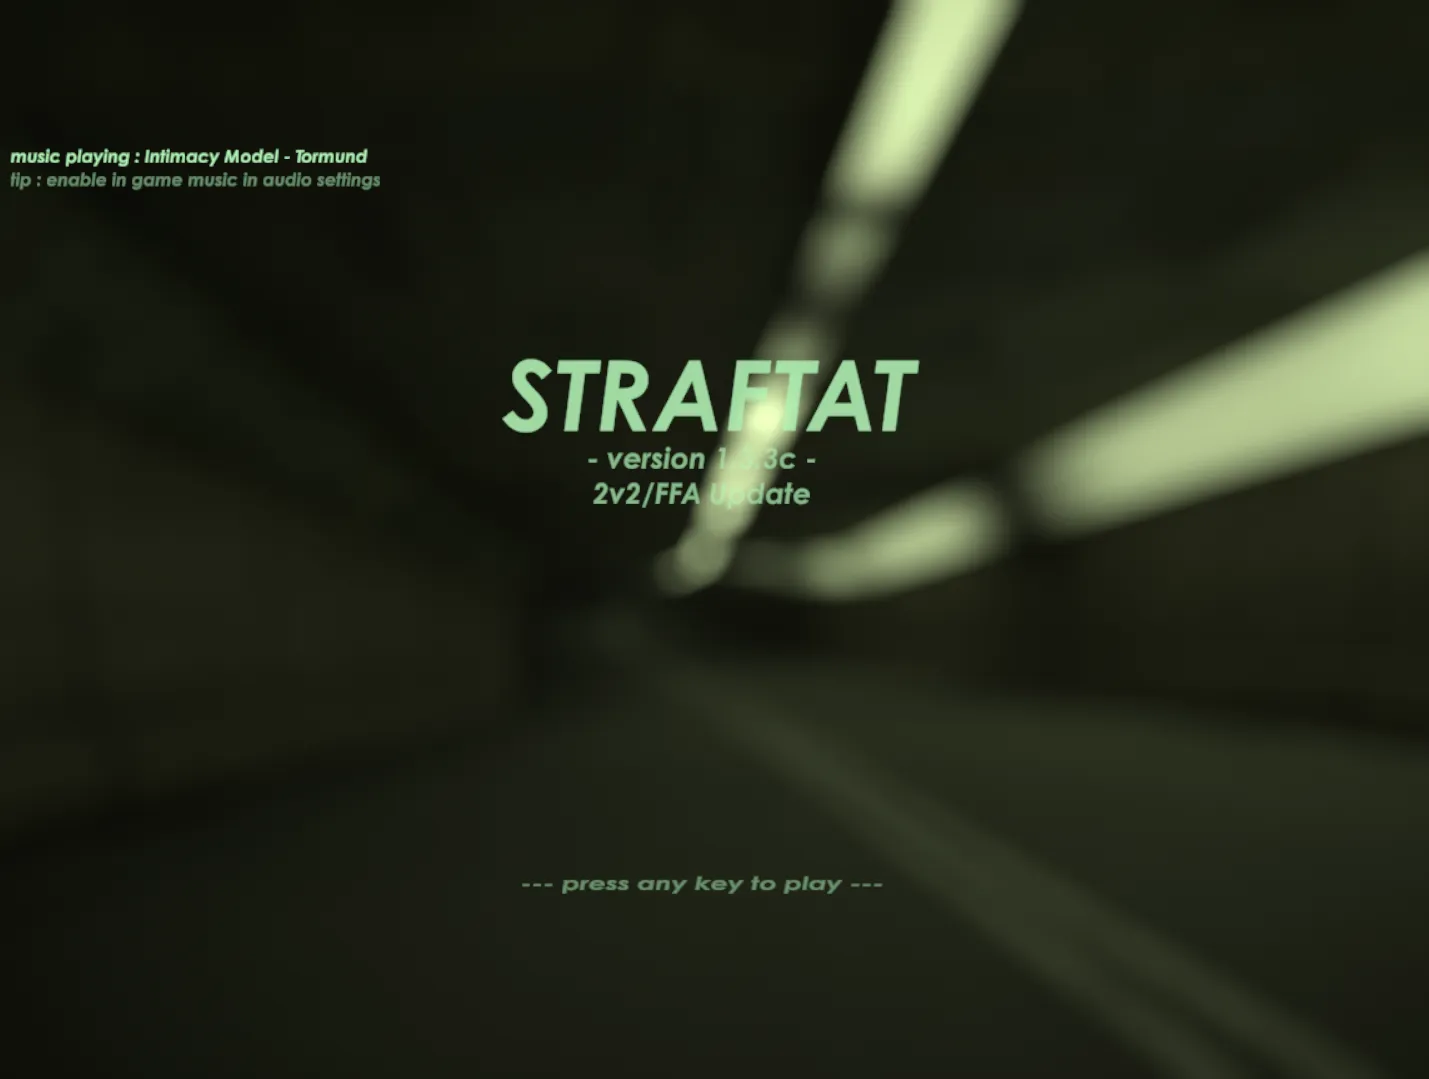 music playing : Intimacy Model - Tormund
tip : enable in game music in audio settings
STRAFTAT
- version -
2v2/FFA Update
--- press any key to play ---